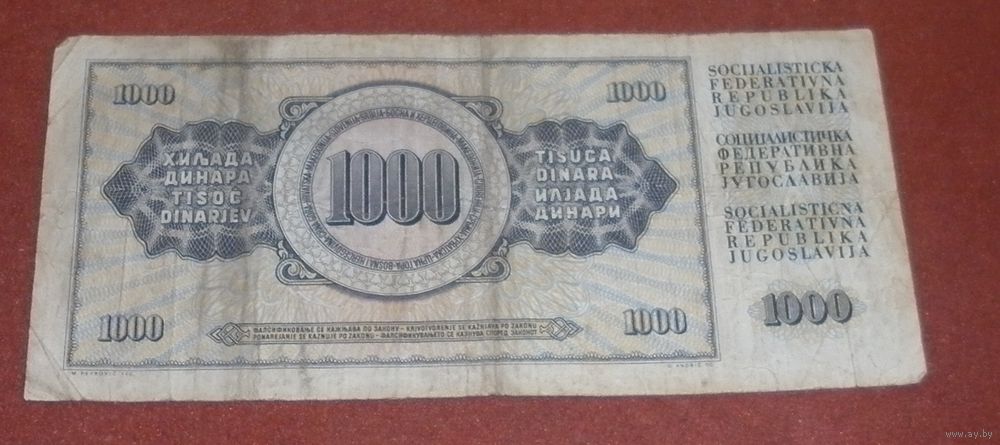 1000
1000
SOCIJALISTIČKA
FEDERATIVNA
REPUBLIKA
JUGOSLAVIJA
ХИЉАДА
ДИНАРА
TISOČ
DINARJEV
1000
TISUĆA
DINARA
ИЛЈАДА
ДИНАРИ
СОЦИЈАЛИСТИЧКА
ФЕДЕРАТИВНА
РЕПУБЛИКА
ЈУГОСЛАВИЈА
SOCIALISTIČNA
FEDERATIVNA
REPUBLIKA
JUGOSLAVIJA
1000
1000
1000
ФАЛСИФИКОВАЊЕ СЕ КАЖЊАВА ПО ЗАКОНУ - KRIVOTVORENJE SE KAŽNJAVA PO ZAKONU
PONAREJANJE SE KAZNUJE PO ZAKONU - ФАЛСИФИКУВАЊЕТО СЕ КАЗНУВА СПОРЕД ЗАКОНОТ
www.ay.by